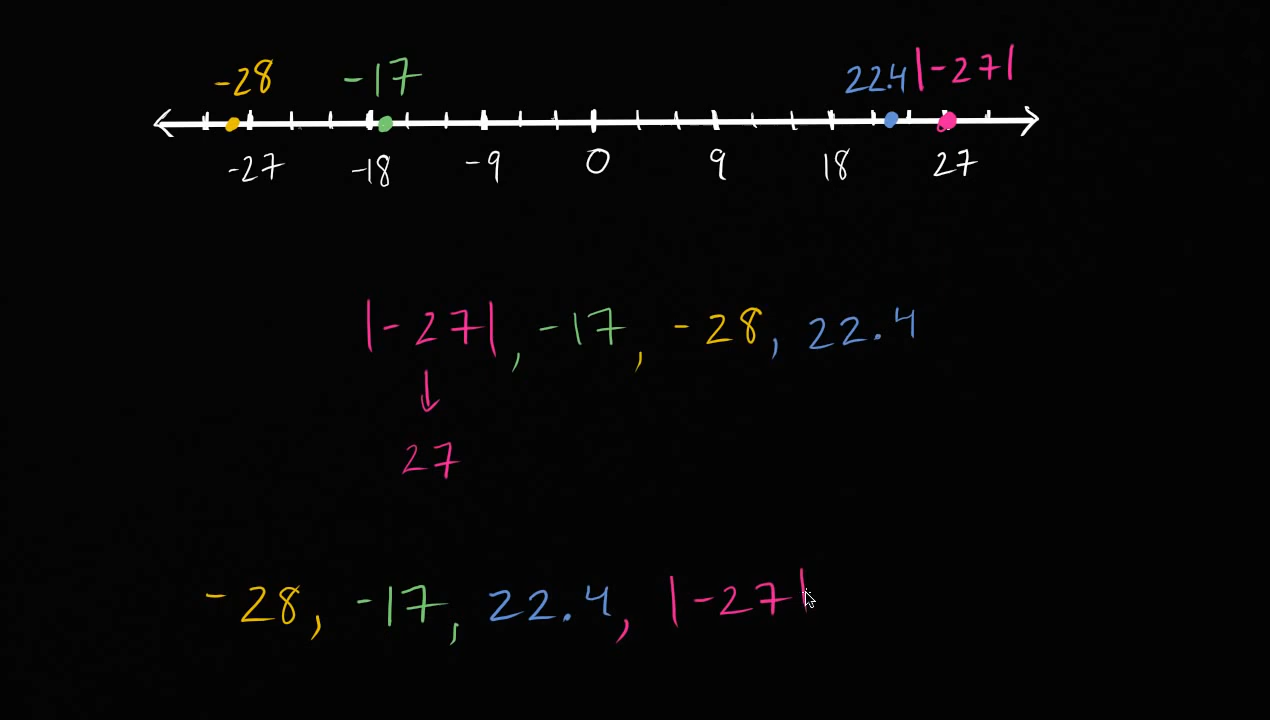 -28 -17 22.4 |-27|
-27 -18 -9 0 9 18 27
|-27|, -17, -28, 22.4
↓
27
-28, -17, 22.4, |-27|